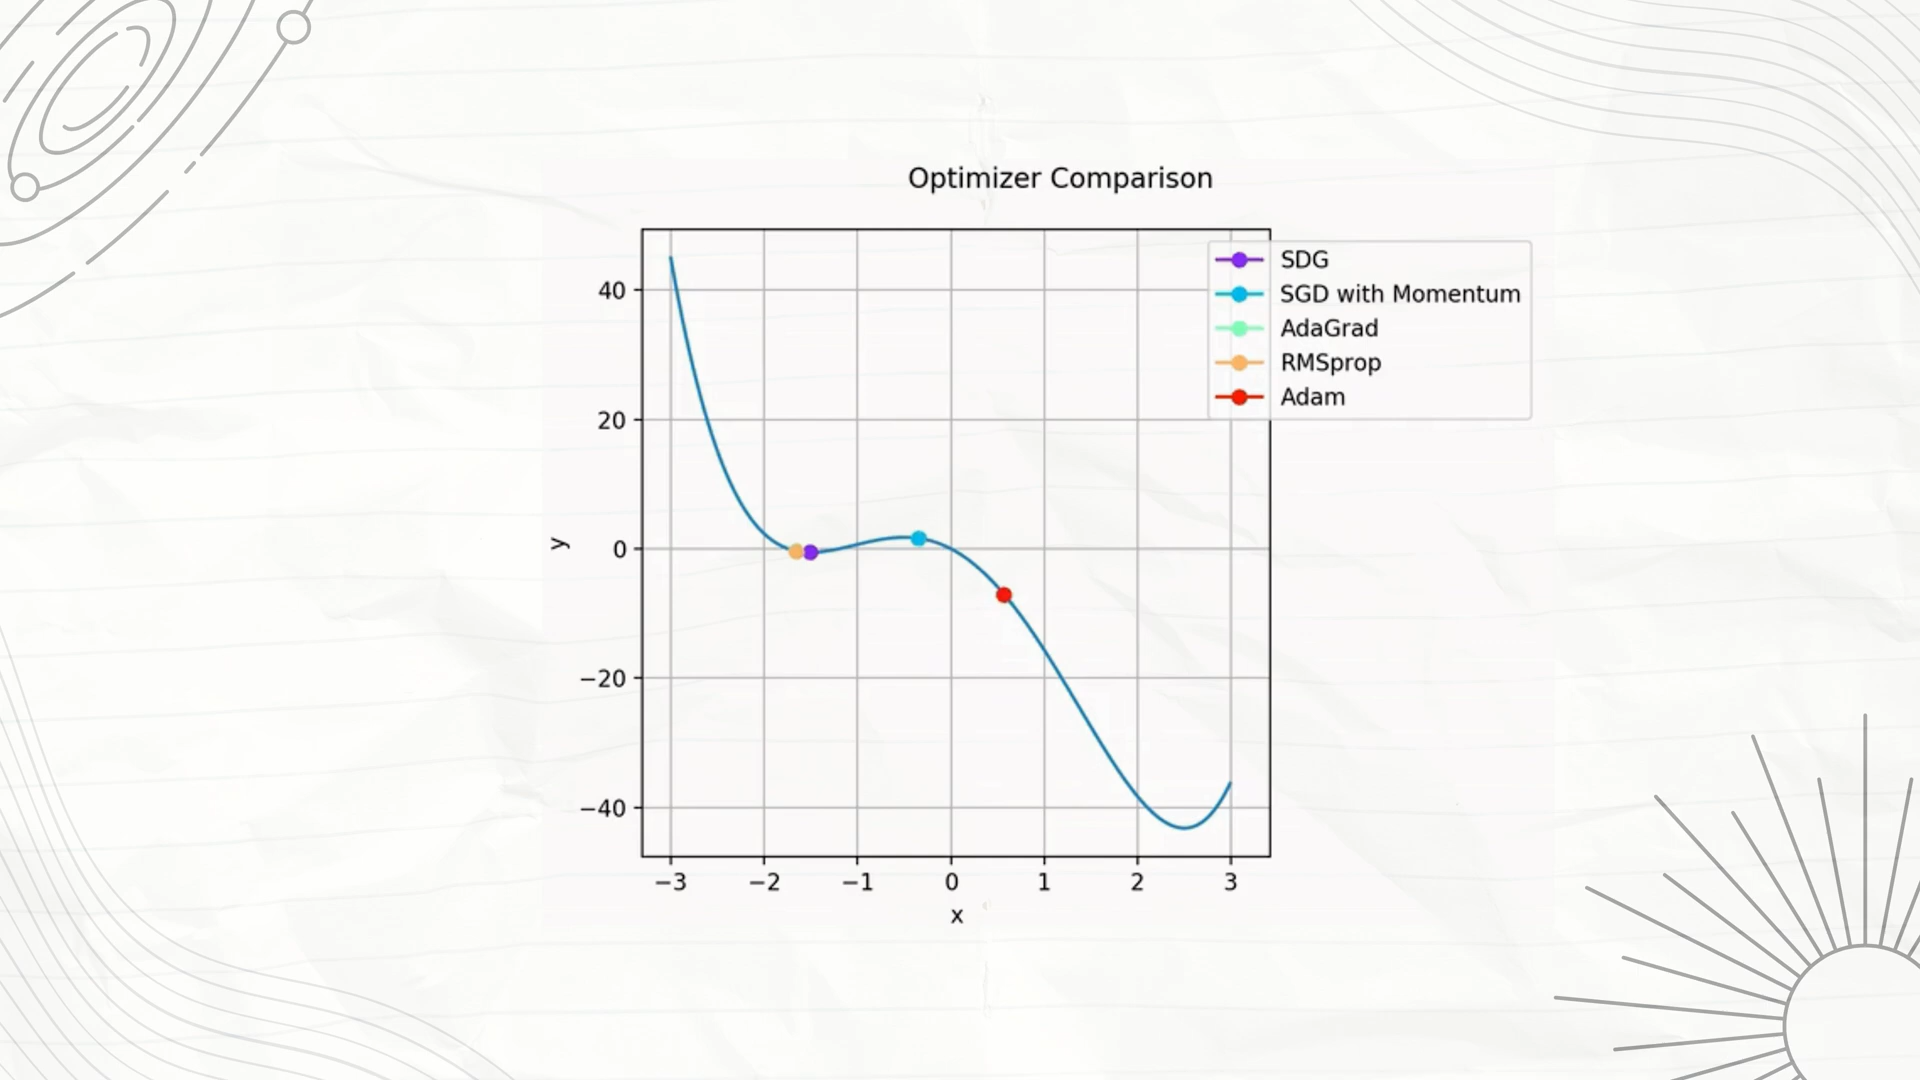 Optimizer Comparison
SDG
SGD with Momentum
AdaGrad
RMSprop
Adam
40
20
0
−20
−40
y
−3 −2 −1 0 1 2 3
x